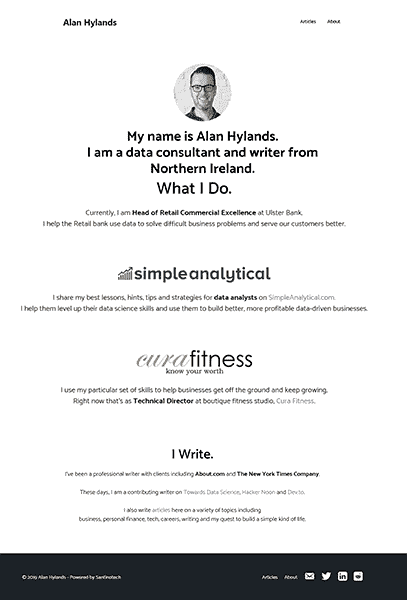 Alan Hylands
Articles About
My name is Alan Hylands.
I am a data consultant and writer from
Northern Ireland.
What I Do.
Currently, I am Head of Retail Commercial Excellence at Ulster Bank.
I help the Retail bank use data to solve difficult business problems and serve our customers better.
simpleanalytical
I share my best lessons, hints, tips and strategies for data analysts on SimpleAnalytical.com.
I help them level up their data science skills and use them to build better, more profitable data-driven businesses.
curafitness
know your worth
I use my particular set of skills to help businesses get off the ground and keep growing.
Right now that's as Technical Director at boutique fitness studio, Cura Fitness.
I Write.
I've been a professional writer with clients including About.com and The New York Times Company.
These days, I am a contributing writer on Towards Data Science, Hacker Noon and Dev.to.
I also write articles here on a variety of topics including
business, personal finance, tech, careers, writing and my quest to build a simple kind of life.
© 2019 Alan Hylands - Powered by Santinotech
Articles About